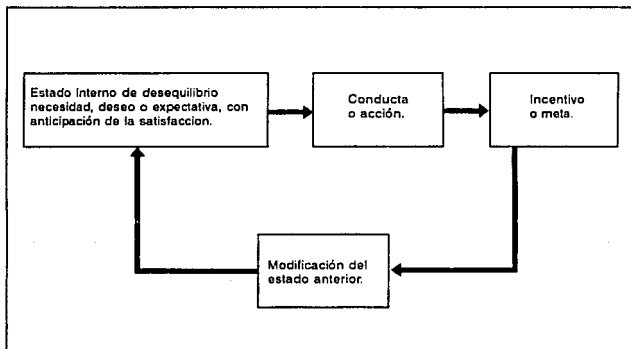 Estado Interno de desequilibrio
necesidad, deseo o expectativa, con
anticipación de la satisfaccion.
Conducta
o acción.
Incentivo
o meta.
Modificación del
estado anterior.